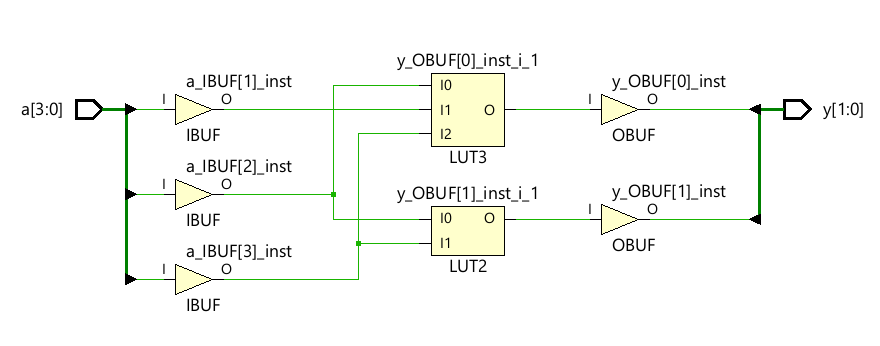 y_OBUF[0]_inst_i_1
a_IBUF[1]_inst
y_OBUF[0]_inst
I0
I
O
I
O
a[3:0]
I1
O
y[1:0]
I2
IBUF
OBUF
LUT3
a_IBUF[2]_inst
I
O
y_OBUF[1]_inst_i_1
y_OBUF[1]_inst
IBUF
I0
O
I
O
I1
a_IBUF[3]_inst
OBUF
LUT2
I
O
IBUF